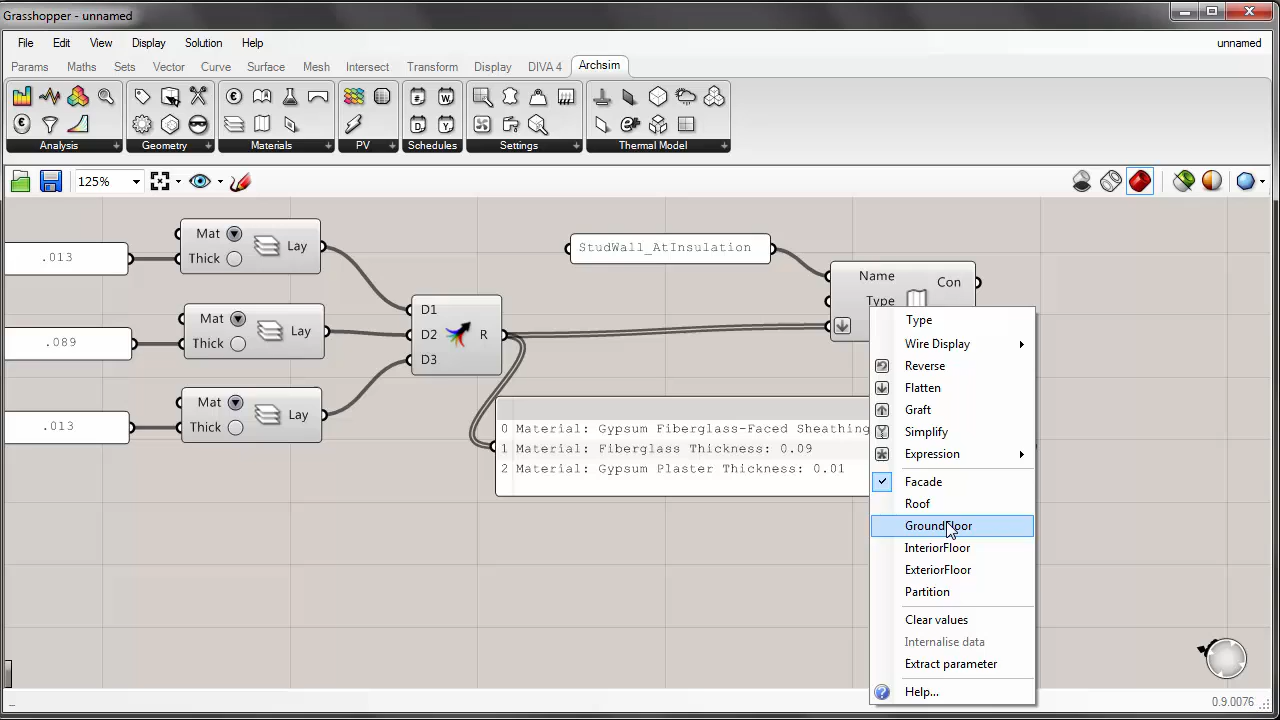 Grasshopper - unnamed
File Edit View Display Solution Help unnamed
Params Maths Sets Vector Curve Surface Mesh Intersect Transform Display DIVA 4 Archsim
Analysis Geometry Materials PV Schedules Settings Thermal Model
125%
.013
Mat
Thick
Lay
.089
Mat
Thick
Lay
.013
Mat
Thick
Lay
D1
D2
D3
R
StudWall_AtInsulation
Name
Type
Con
0 Material: Gypsum Fiberglass-Faced Sheathing
1 Material: Fiberglass Thickness: 0.09
2 Material: Gypsum Plaster Thickness: 0.01
Type
Wire Display
Reverse
Flatten
Graft
Simplify
Expression
Facade
Roof
GroundFloor
InteriorFloor
ExteriorFloor
Partition
Clear values
Internalise data
Extract parameter
Help...
0.9.0076